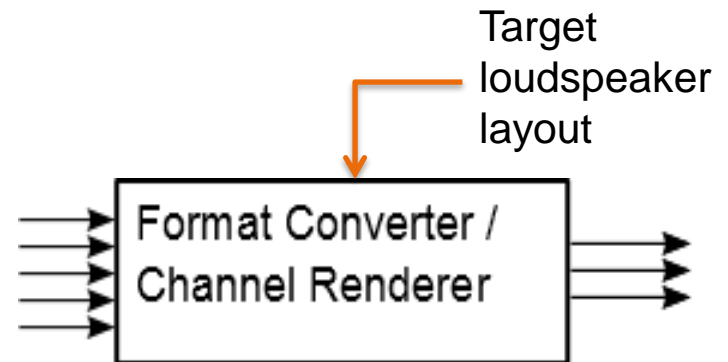 Target
loudspeaker
layout
Format Converter /
Channel Renderer